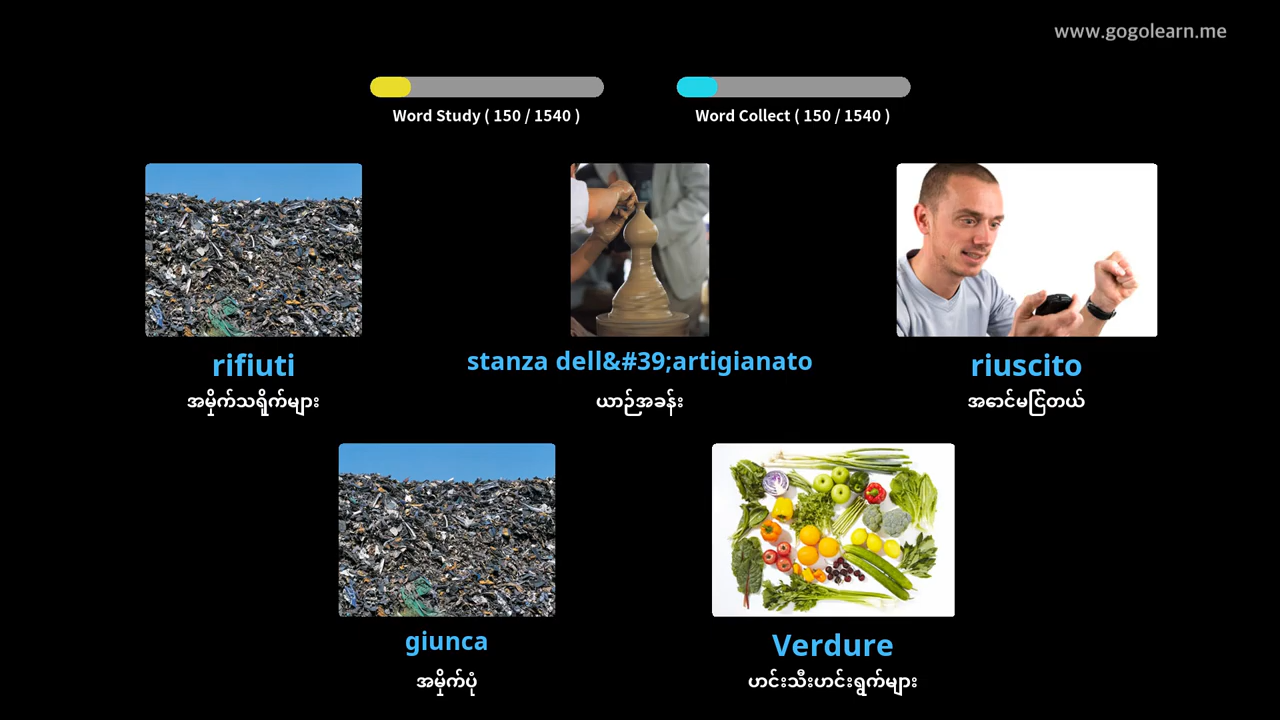 www.gogolearn.me
Word Study ( 150 / 1540 )
Word Collect ( 150 / 1540 )
rifiuti
stanza dell&#39;artigianato
riuscito
အမှိုက်သရိုက်များ
ယာဉ်အခန်း
အောင်မြင်တယ်
giunca
Verdure
အမှိုက်ပုံ
ဟင်းသီးဟင်းရွက်များ